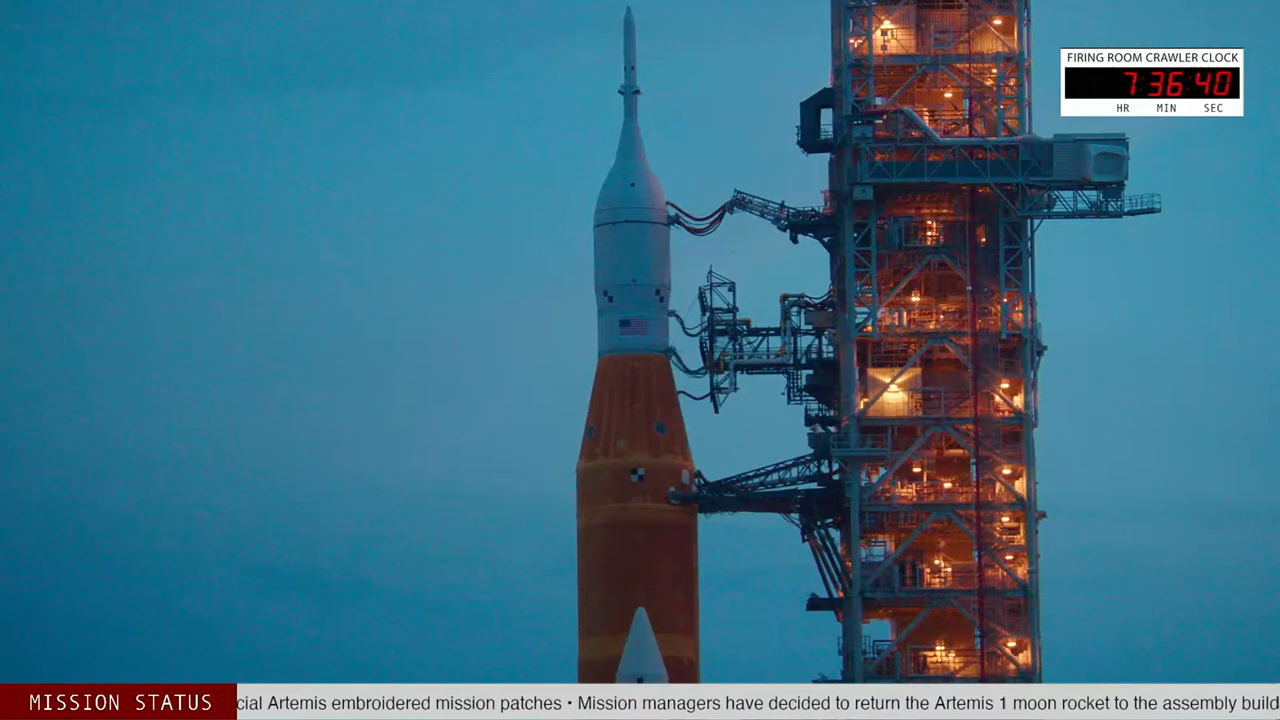 FIRING ROOM CRAWLER CLOCK
7:36:40
HR MIN SEC
MISSION STATUS
cial Artemis embroidered mission patches • Mission managers have decided to return the Artemis 1 moon rocket to the assembly build